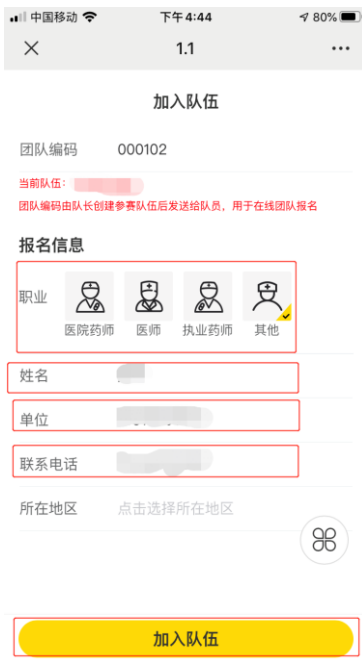 中国移动 下午4:44 80%
1.1
加入队伍
团队编码 000102
当前队伍：
团队编码由队长创建参赛队伍后发送给队员，用于在线团队报名
报名信息
职业
医院药师 医师 执业药师 其他
姓名
单位
联系电话
所在地区 点击选择所在地区
加入队伍